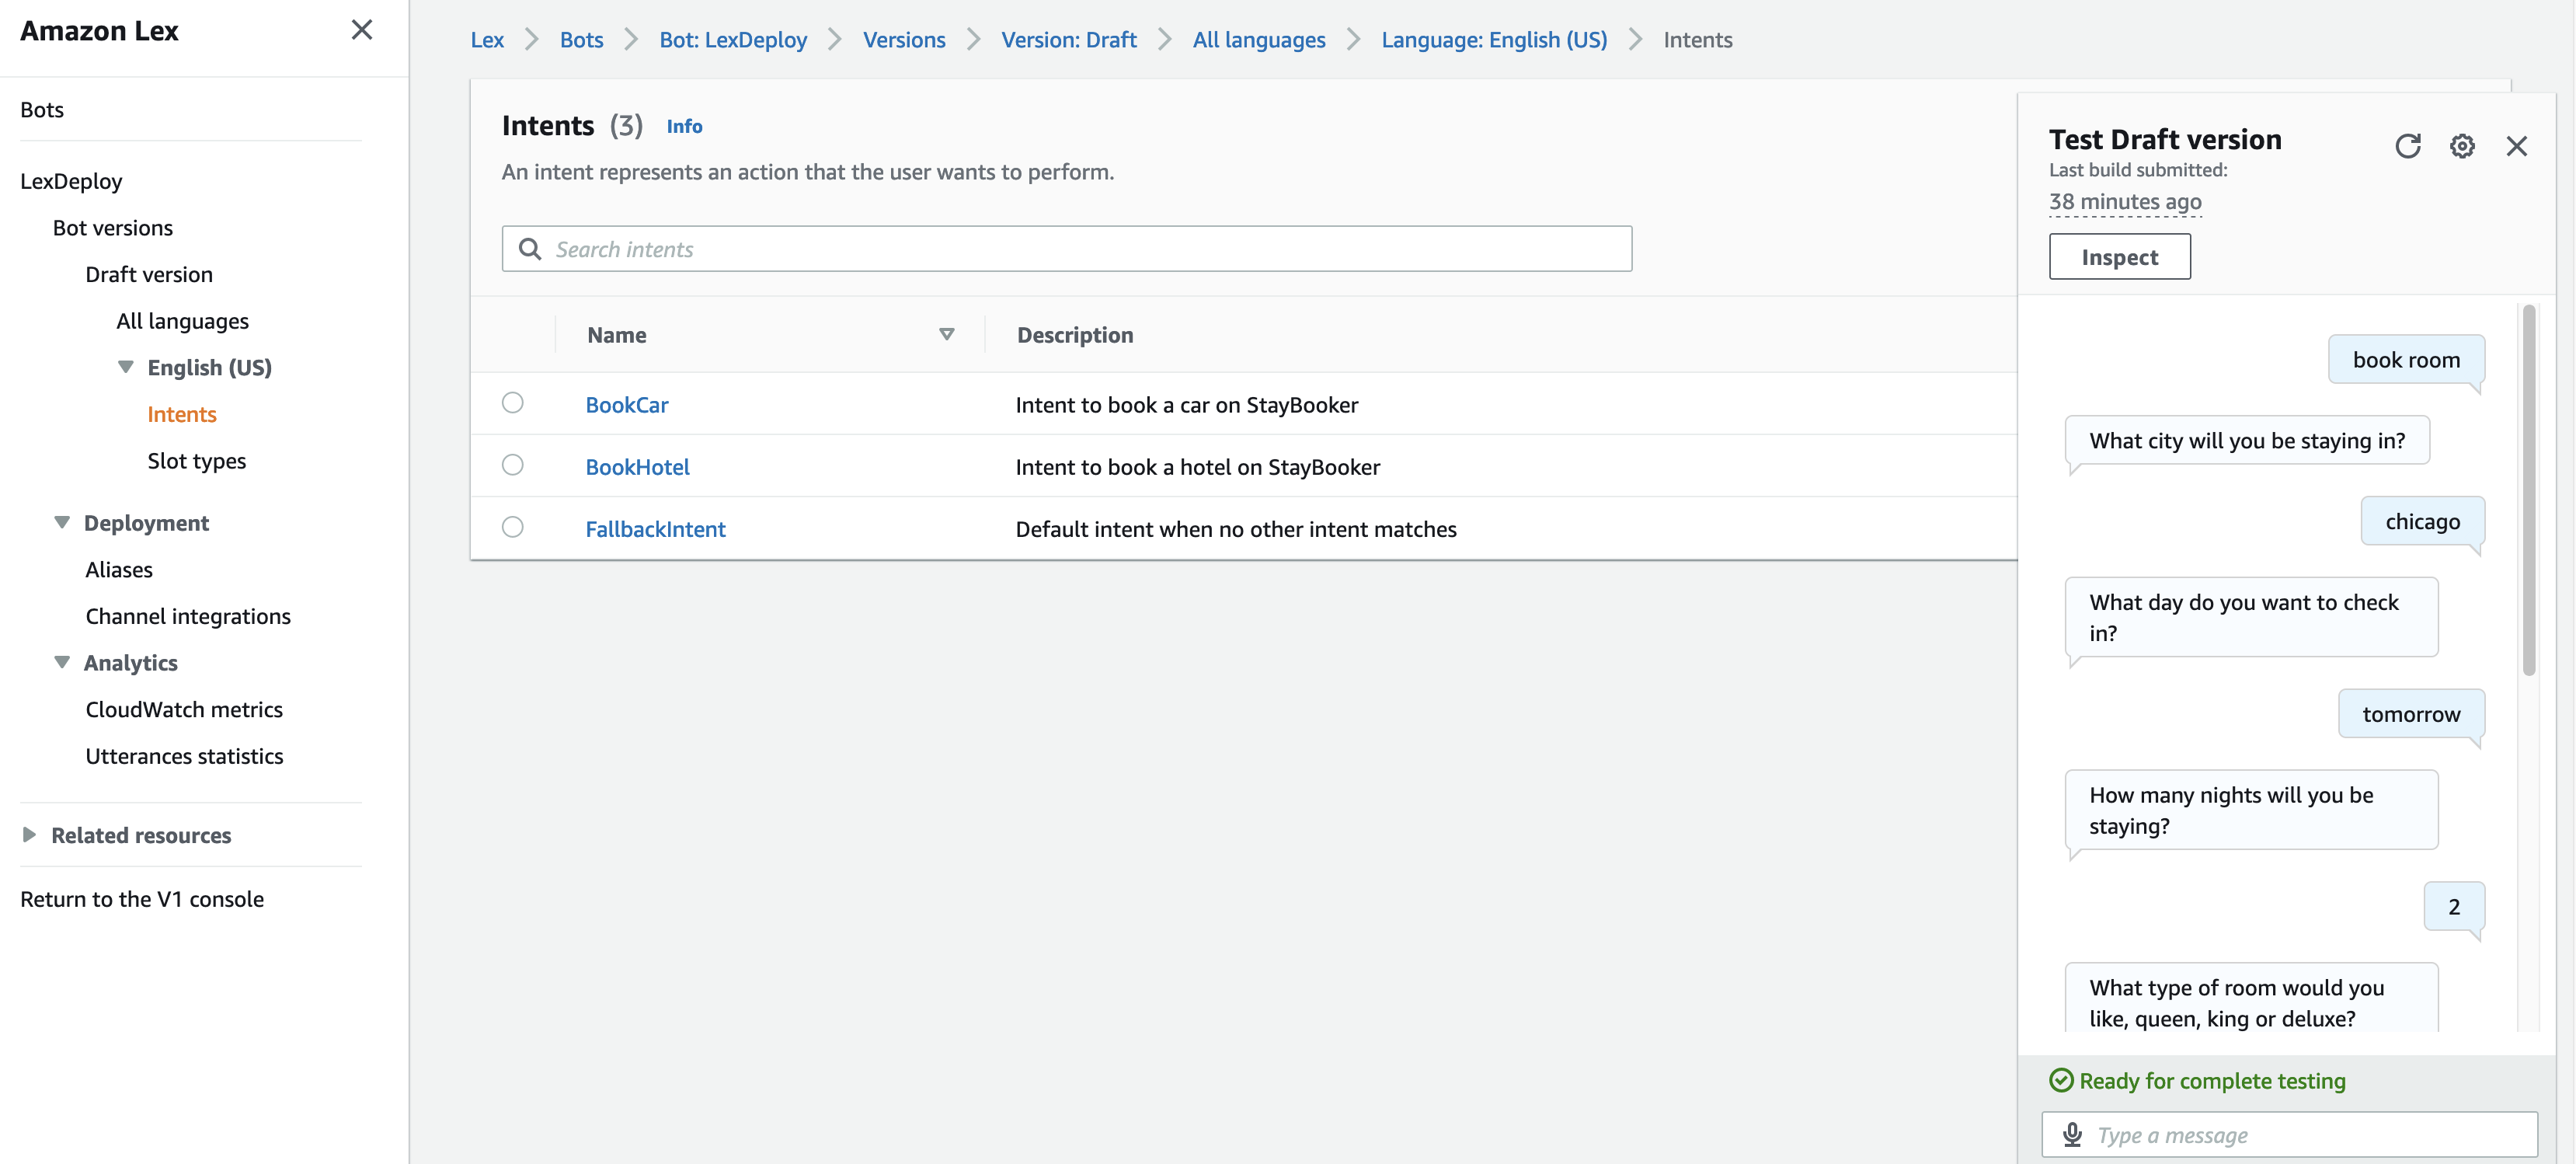 Amazon Lex
Bots
LexDeploy
Bot versions
Draft version
All languages
English (US)
Intents
Slot types
Deployment
Aliases
Channel integrations
Analytics
CloudWatch metrics
Utterances statistics
Related resources
Return to the V1 console
Lex Bots Bot: LexDeploy Versions Version: Draft All languages Language: English (US) Intents
Intents (3) Info
An intent represents an action that the user wants to perform.
Search intents
Name Description
BookCar Intent to book a car on StayBooker
BookHotel Intent to book a hotel on StayBooker
FallbackIntent Default intent when no other intent matches
Test Draft version
Last build submitted:
38 minutes ago
Inspect
book room
What city will you be staying in?
chicago
What day do you want to check
in?
tomorrow
How many nights will you be
staying?
2
What type of room would you
like, queen, king or deluxe?
Ready for complete testing
Type a message